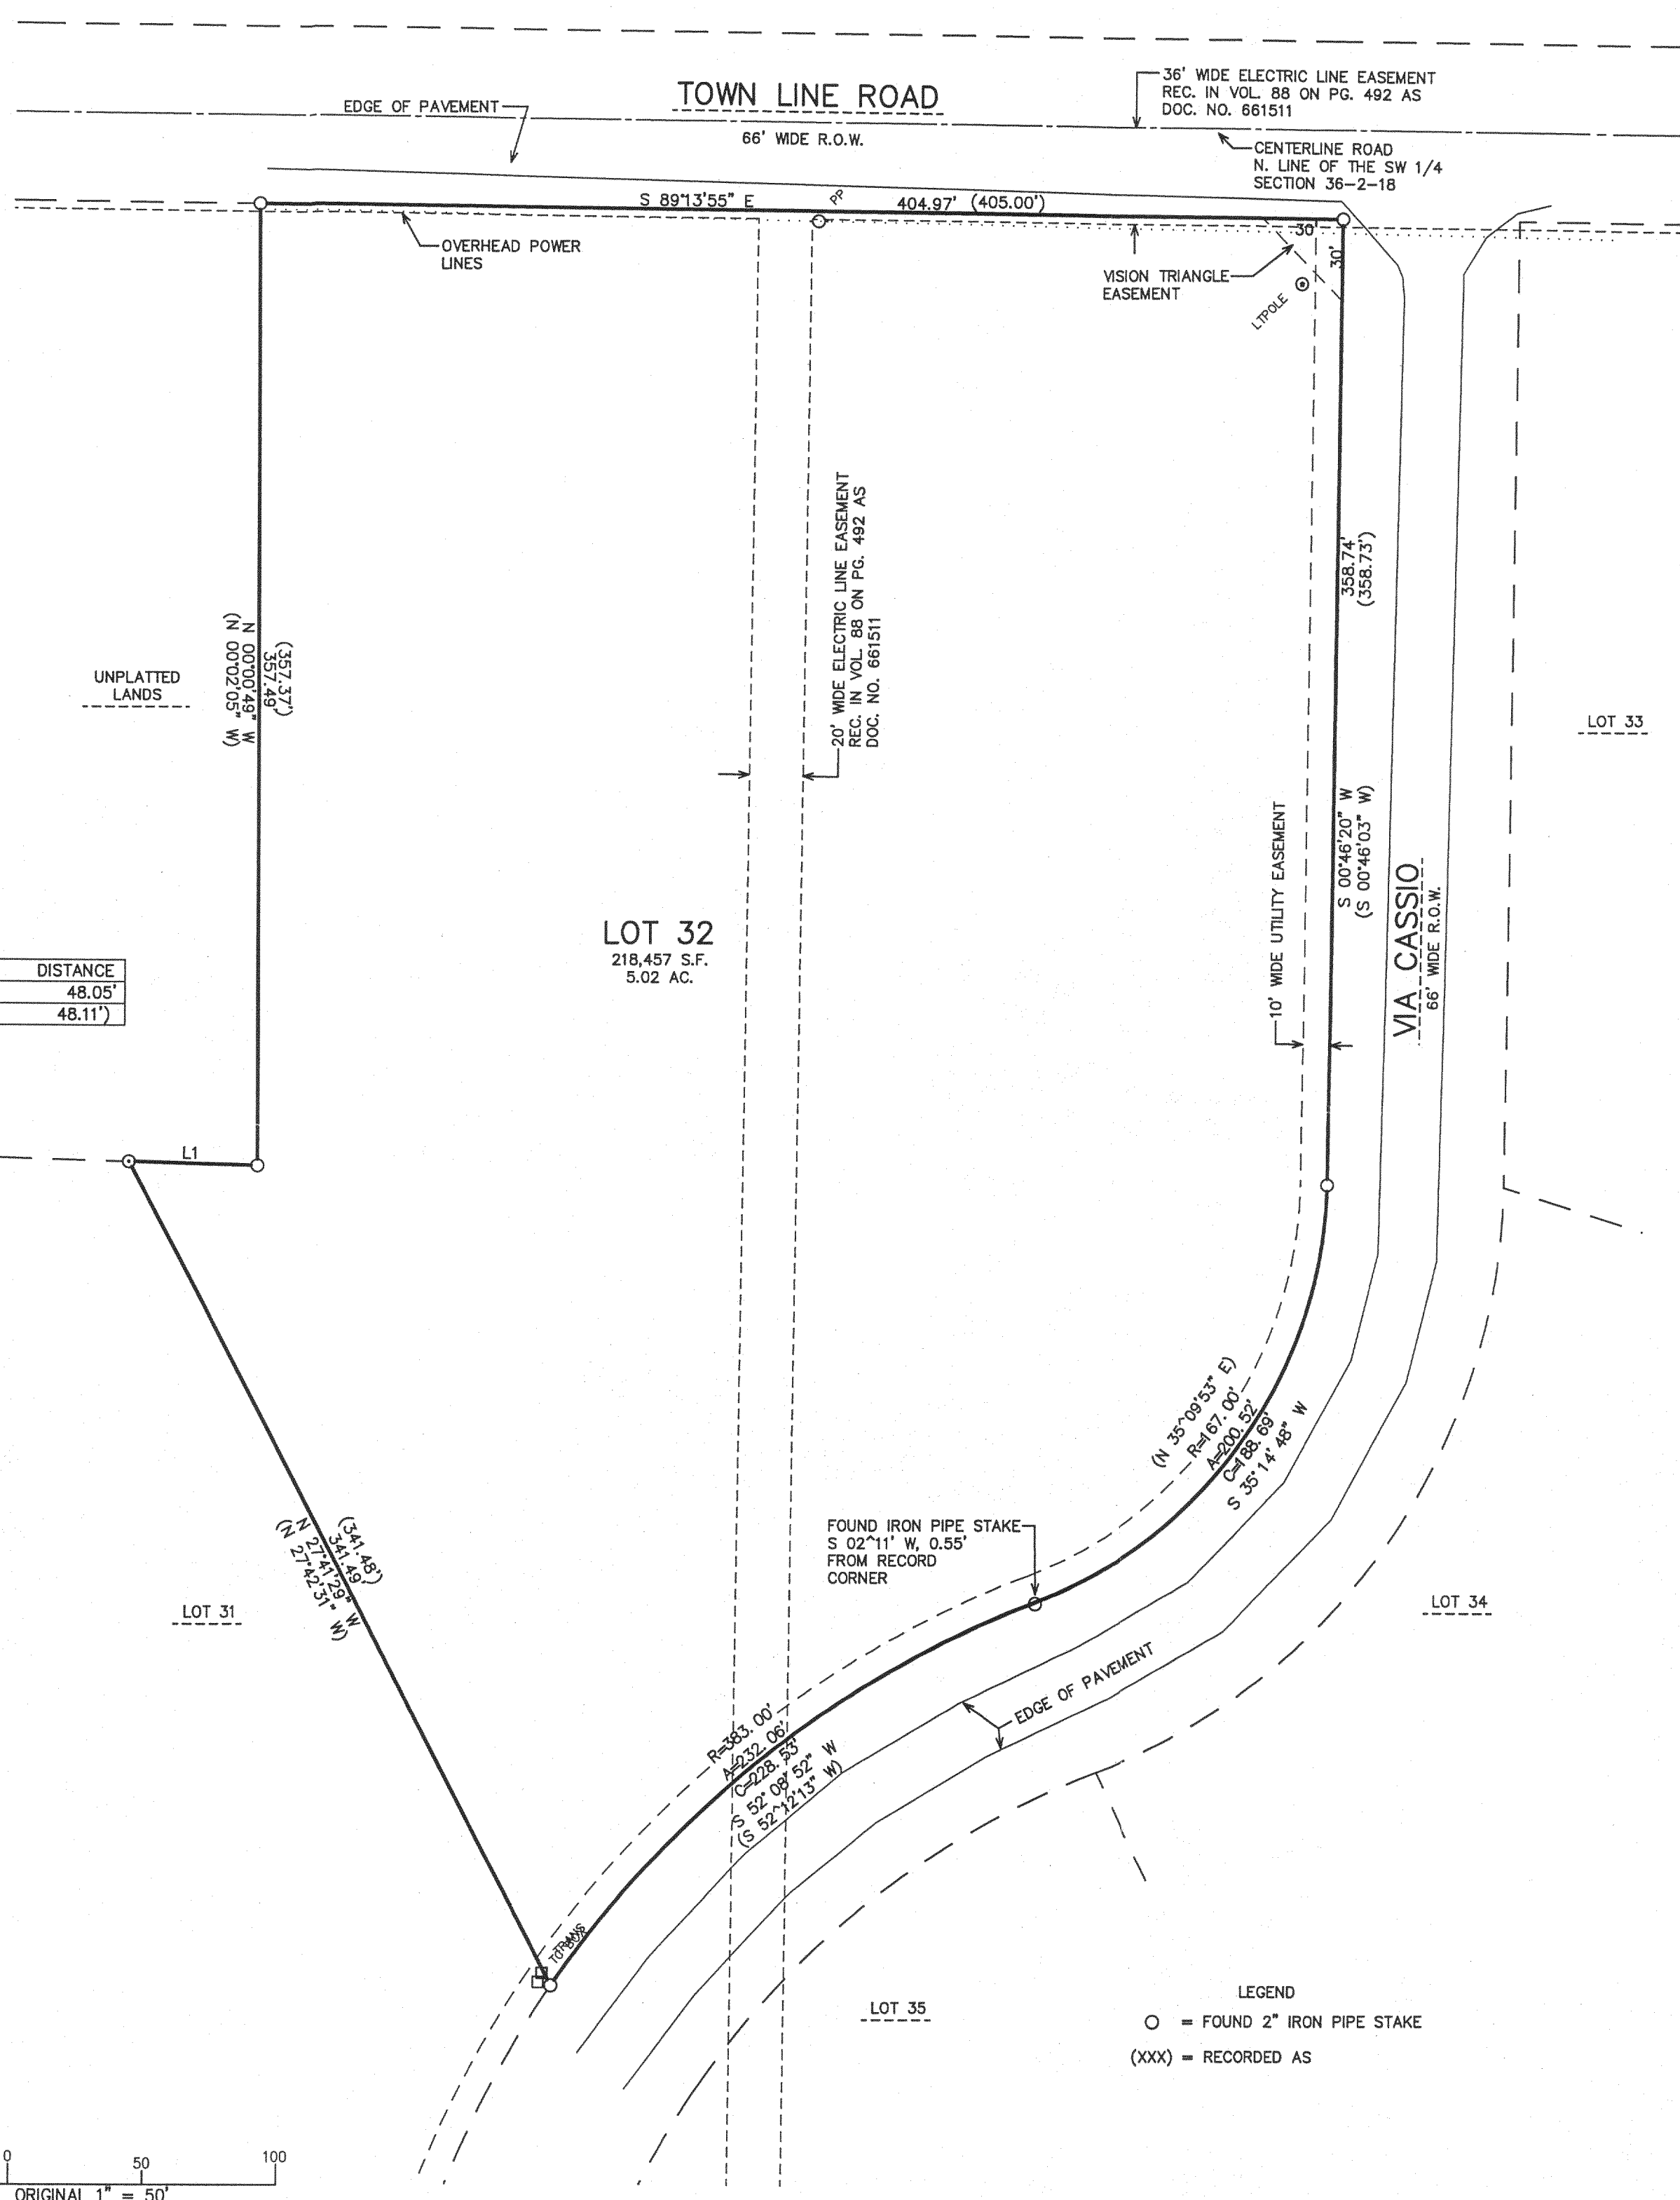 TOWN LINE ROAD
66' WIDE R.O.W.
EDGE OF PAVEMENT
36' WIDE ELECTRIC LINE EASEMENT
REC. IN VOL. 88 ON PG. 492 AS
DOC. NO. 661511
CENTERLINE ROAD
N. LINE OF THE SW 1/4
SECTION 36-2-18
S 89°13'55" E
PP
404.97' (405.00')
OVERHEAD POWER
LINES
30'
30'
VISION TRIANGLE
EASEMENT
LTPOLE
20' WIDE ELECTRIC LINE EASEMENT
REC. IN VOL. 88 ON PG. 492 AS
DOC. NO. 661511
358.74'
(358.73')
(357.37')
357.49'
N 00°00'49" W
(N 00°02'05" W)
UNPLATTED
LANDS
LOT 33
S 00°46'20" W
(S 00°46'03" W)
10' WIDE UTILITY EASEMENT
VIA CASSIO
66' WIDE R.O.W.
LOT 32
218,457 S.F.
5.02 AC.
DISTANCE
48.05'
48.11')
L1
(N 35^09'53" E)
R=167.00'
A=200.52'
C=188.69'
S 35°14'48" W
FOUND IRON PIPE STAKE
S 02^11' W, 0.55'
FROM RECORD
CORNER
(341.48')
341.49'
N 27°41'29" W
(N 27°42'31" W)
LOT 31
LOT 34
EDGE OF PAVEMENT
R=383.00'
A=232.06'
C=228.53'
S 52°08'52" W
(S 52^12'13" W)
TRANS
BOX
LOT 35
LEGEND
= FOUND 2" IRON PIPE STAKE
(XXX) = RECORDED AS
0 50 100
ORIGINAL 1" = 50'